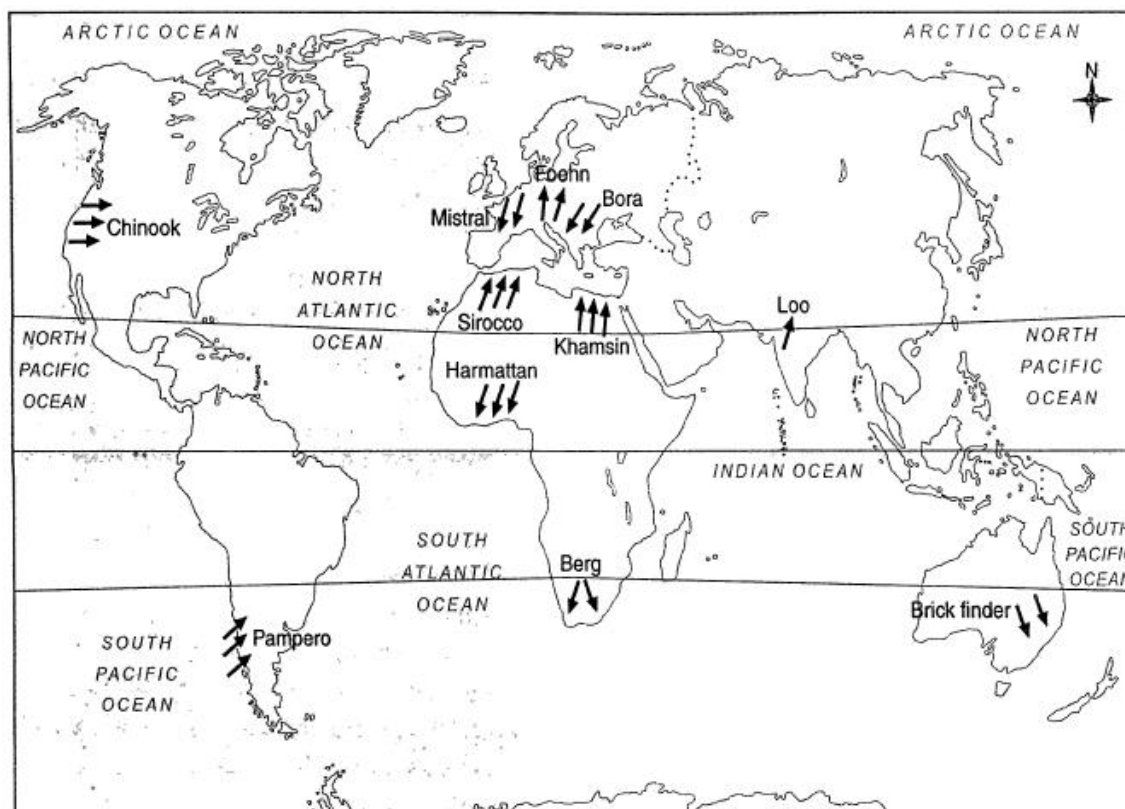 ARCTIC OCEAN
ARCTIC OCEAN
N
Foehn
Mistral
Bora
Chinook
NORTH
ATLANTIC
OCEAN
Sirocco
Khamsin
Loo
NORTH
PACIFIC
OCEAN
NORTH
PACIFIC
OCEAN
Harmattan
INDIAN OCEAN
SOUTH
ATLANTIC
OCEAN
Berg
SOUTH
PACIFIC
OCEAN
Brick finder
Pampero
SOUTH
PACIFIC
OCEAN